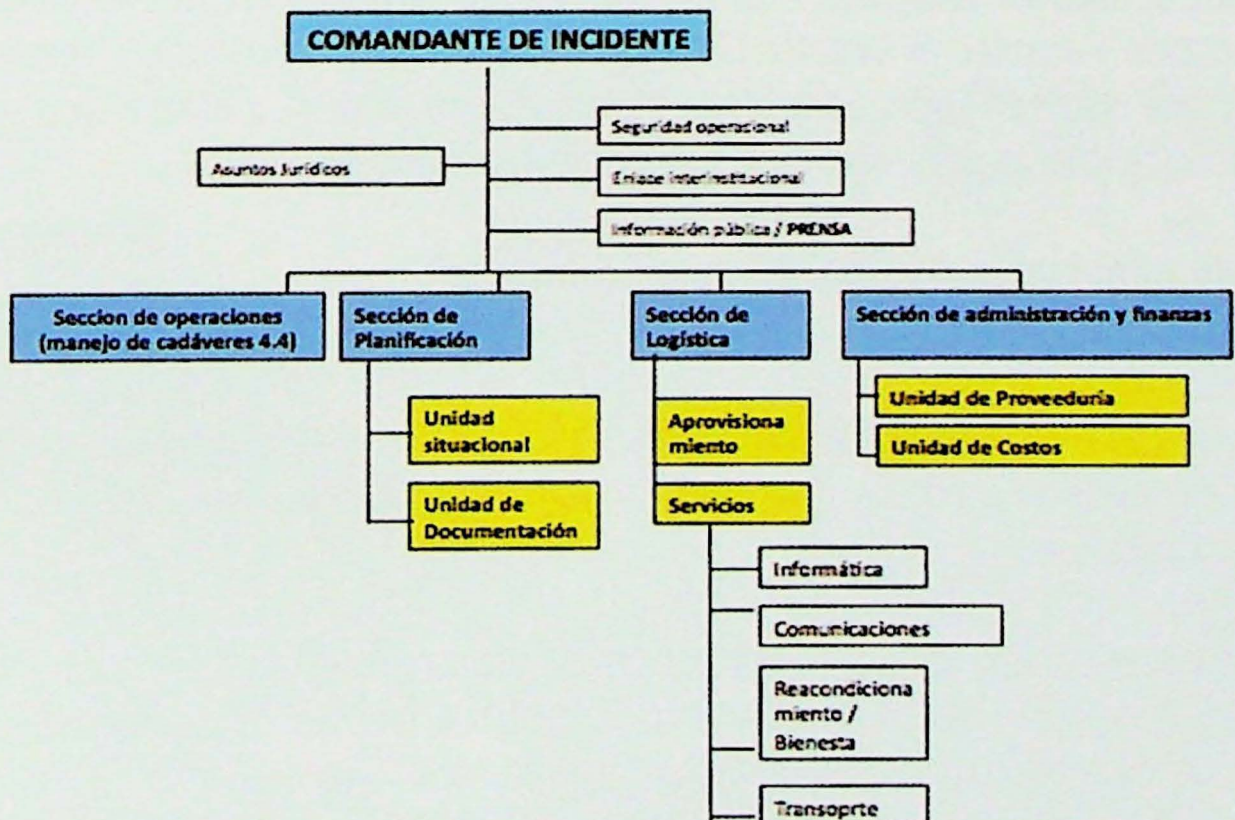 COMANDANTE DE INCIDENTE
Seguridad operacional
Asuntos Jurídicos
Enlace interinstitucional
Información pública / PRENSA
Seccion de operaciones
(manejo de cadáveres 4.4)
Sección de
Planificación
Sección de
Logística
Sección de administración y finanzas
Unidad
situacional
Unidad de
Documentación
Aprovisiona
miento
Servicios
Unidad de Proveeduria
Unidad de Costos
Informática
Comunicaciones
Reacondiciona
miento /
Bienesta
Transoprte